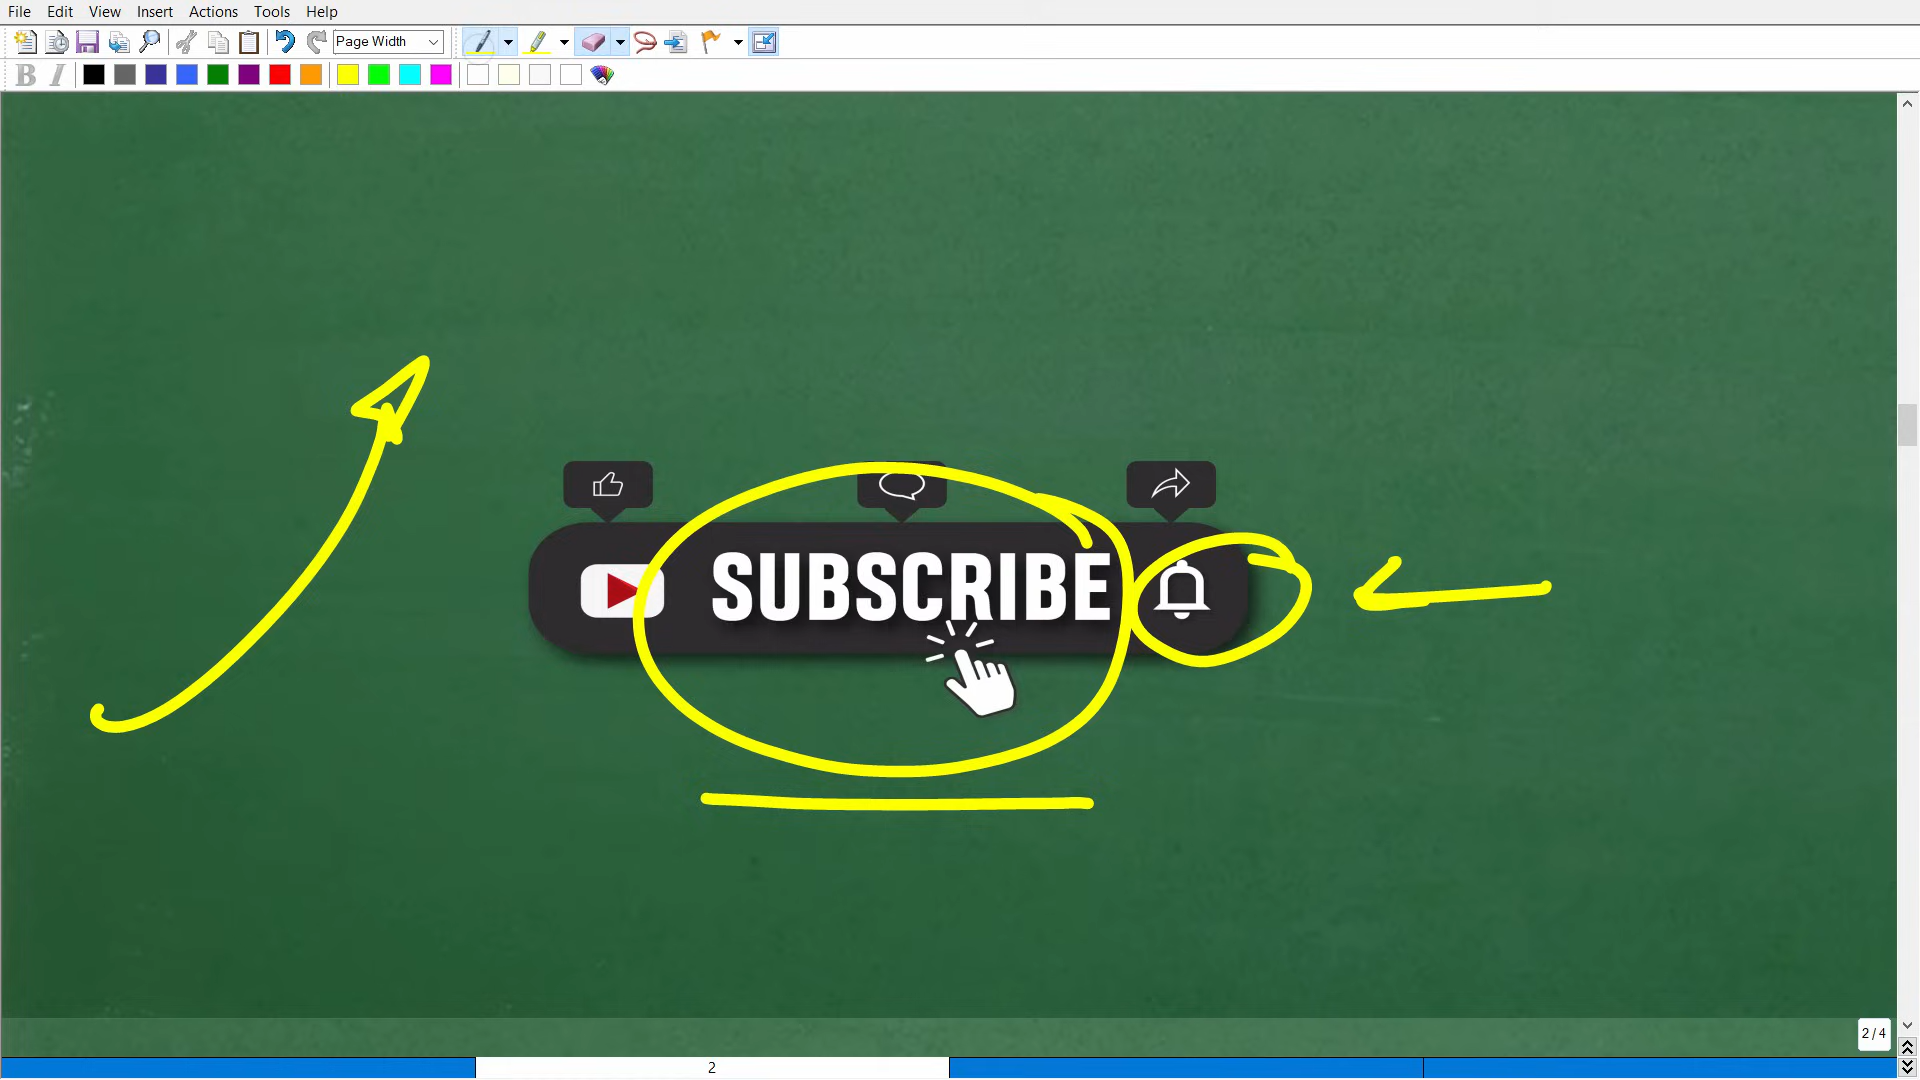 File Edit View Insert Actions Tools Help
Page Width
B I
SUBSCRIBE
2 / 4
2